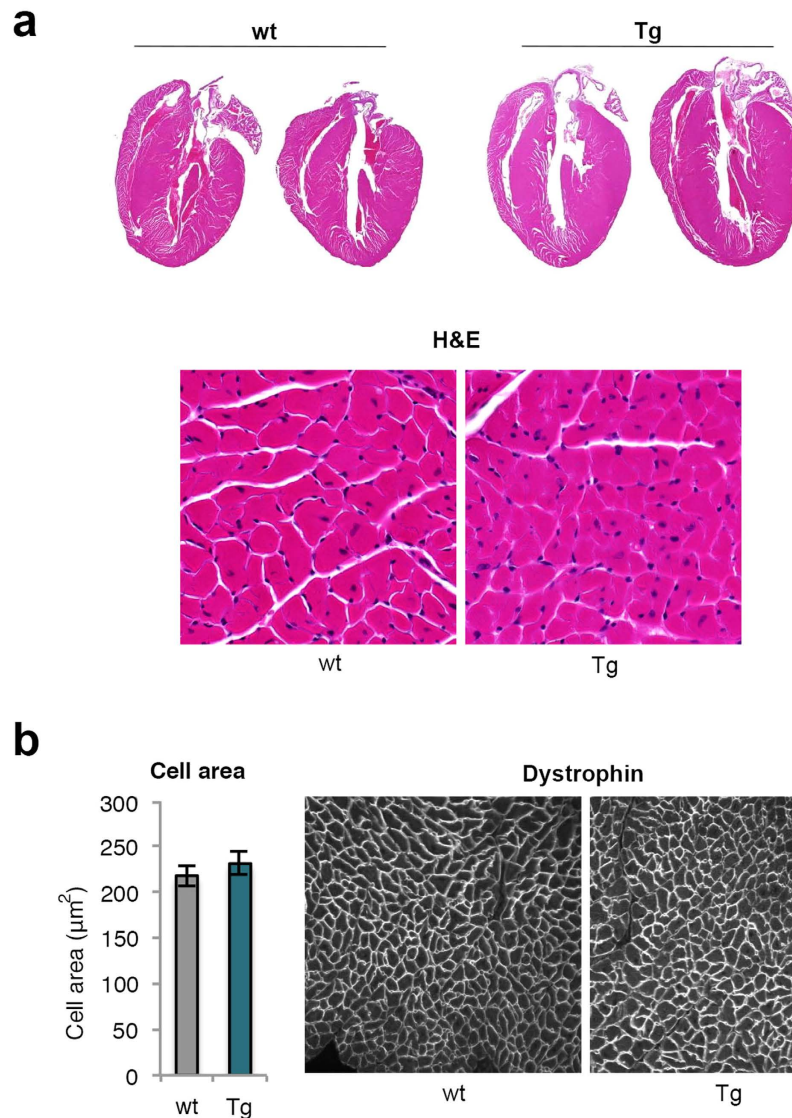 a
wt Tg
H&E
wt Tg
b
Cell area
Dystrophin
300
250
200
150
100
50
0
Cell area (μm²)
wt Tg
wt Tg